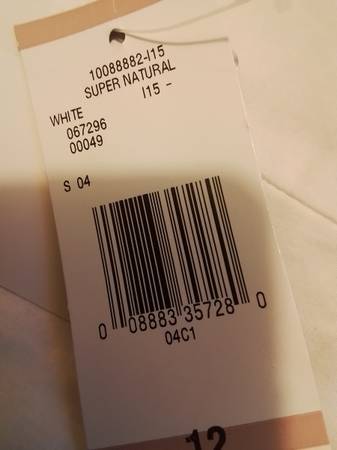 10088882-I15
SUPER NATURAL
I15 -
WHITE
067296
00049
S 04
0 08883 35728 0
04C1
12